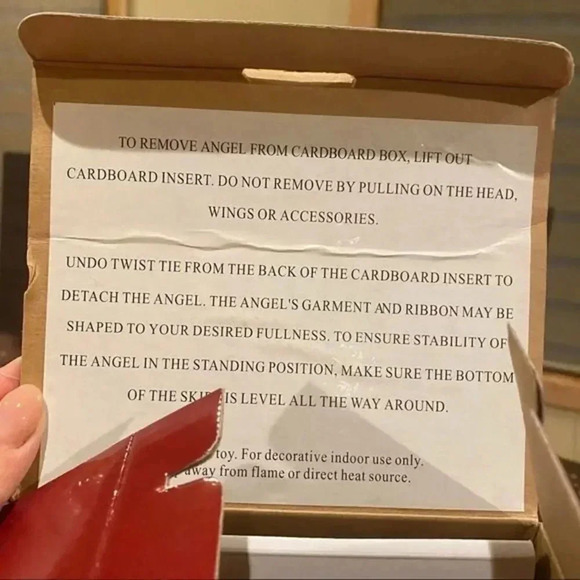 TO REMOVE ANGEL FROM CARDBOARD BOX, LIFT OUT
CARDBOARD INSERT. DO NOT REMOVE BY PULLING ON THE HEAD,
WINGS OR ACCESSORIES.
UNDO TWIST TIE FROM THE BACK OF THE CARDBOARD INSERT TO
DETACH THE ANGEL. THE ANGEL'S GARMENT AND RIBBON MAY BE
SHAPED TO YOUR DESIRED FULLNESS. TO ENSURE STABILITY OF
THE ANGEL IN THE STANDING POSITION, MAKE SURE THE BOTTOM
OF THE IS LEVEL ALL THE WAY AROUND.
toy. For decorative indoor use only.
away from flame or direct heat source.